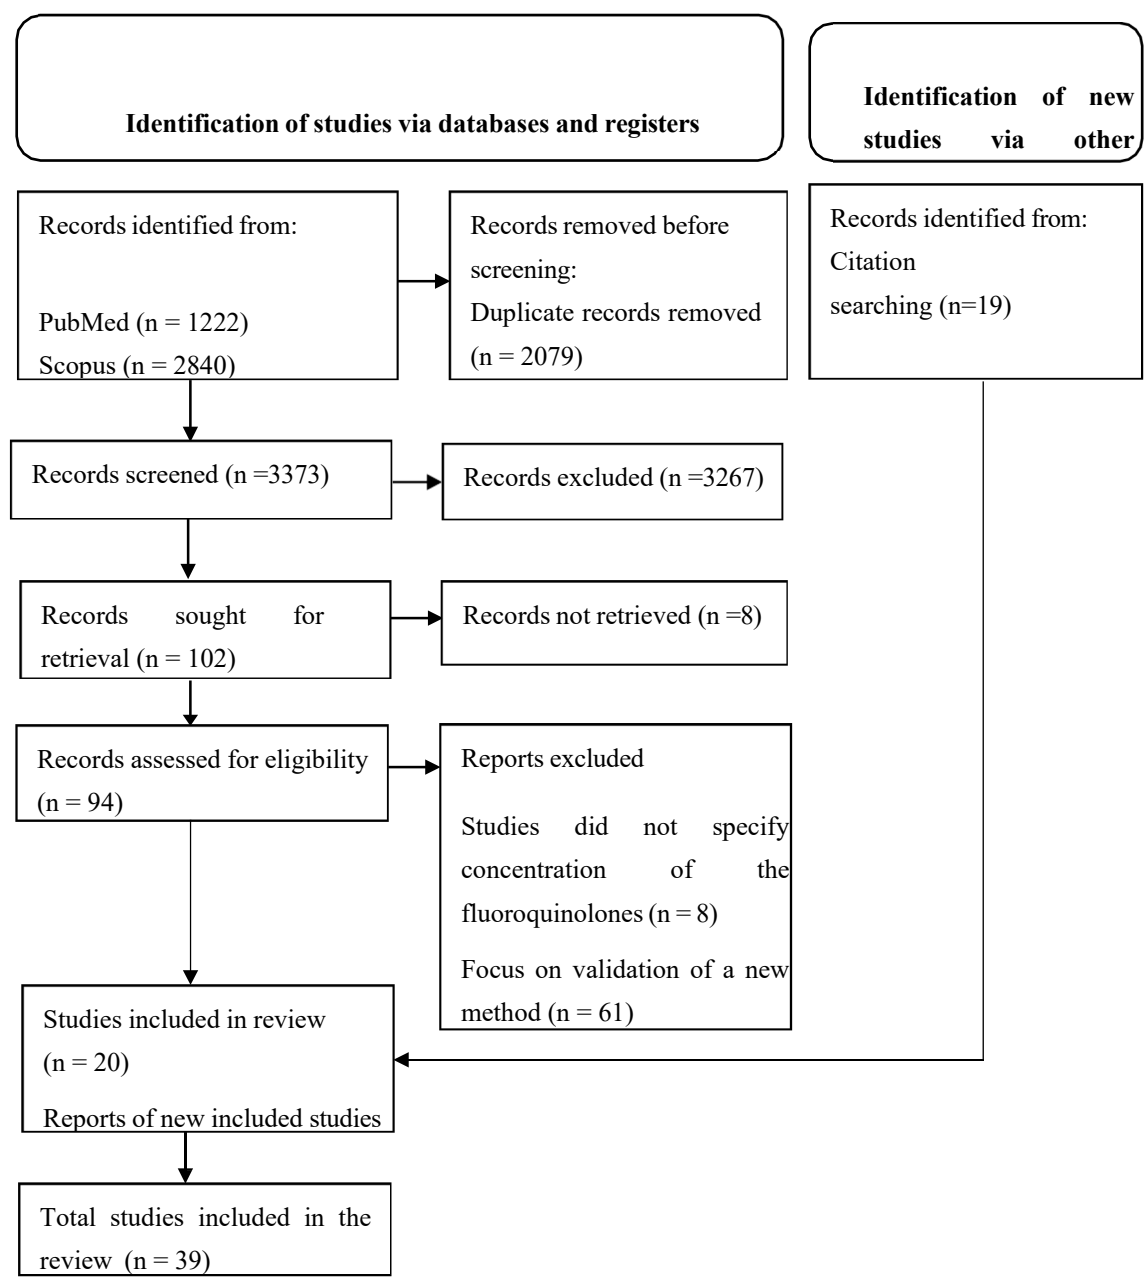 Identification of studies via databases and registers
Identification of new
studies via other
Records identified from:
PubMed (n = 1222)
Scopus (n = 2840)
Records removed before
screening:
Duplicate records removed
(n = 2079)
Records identified from:
Citation
searching (n=19)
Records screened (n =3373)
Records excluded (n =3267)
Records sought for
retrieval (n = 102)
Records not retrieved (n =8)
Records assessed for eligibility
(n = 94)
Reports excluded
Studies did not specify
concentration of the
fluoroquinolones (n = 8)
Focus on validation of a new
method (n = 61)
Studies included in review
(n = 20)
Reports of new included studies
Total studies included in the
review (n = 39)